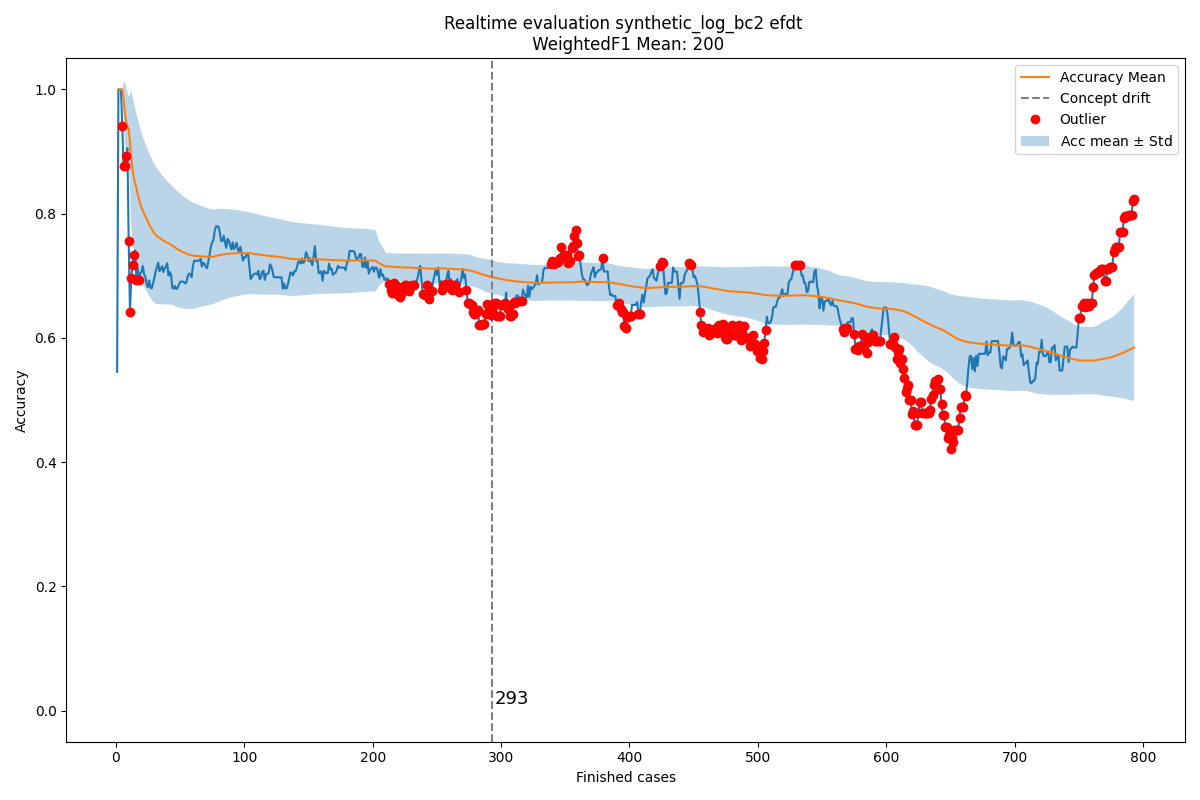 Realtime evaluation synthetic_log_bc2 efdt
WeightedF1 Mean: 200
Accuracy Mean
Concept drift
Outlier
Acc mean ± Std
1.0
0.8
0.6
0.4
0.2
0.0
Accuracy
293
0 100 200 300 400 500 600 700 800
Finished cases